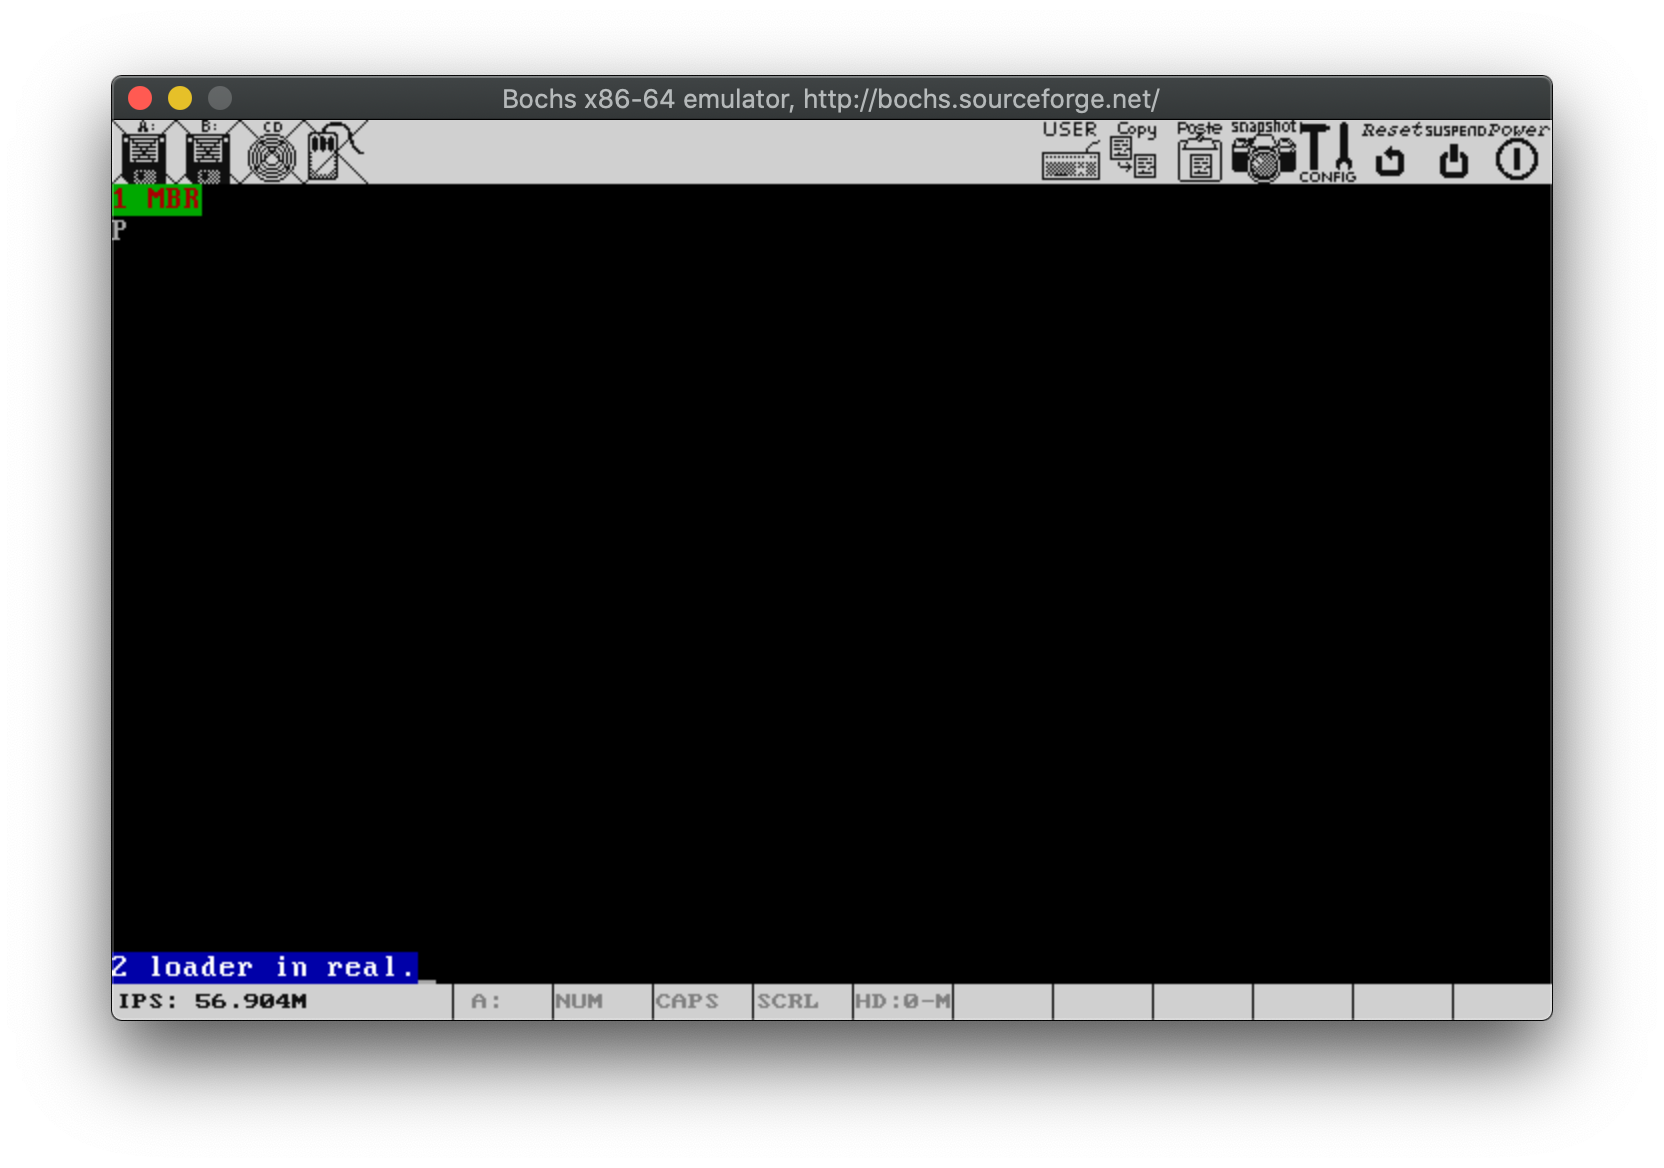 Bochs x86-64 emulator, http://bochs.sourceforge.net/
A: B: CD USER Copy Paste snapshot CONFIG Reset SUSPEND Power
1 MBR
P
2 loader in real.
IPS: 56.904M A: NUM CAPS SCRL HD:0-M